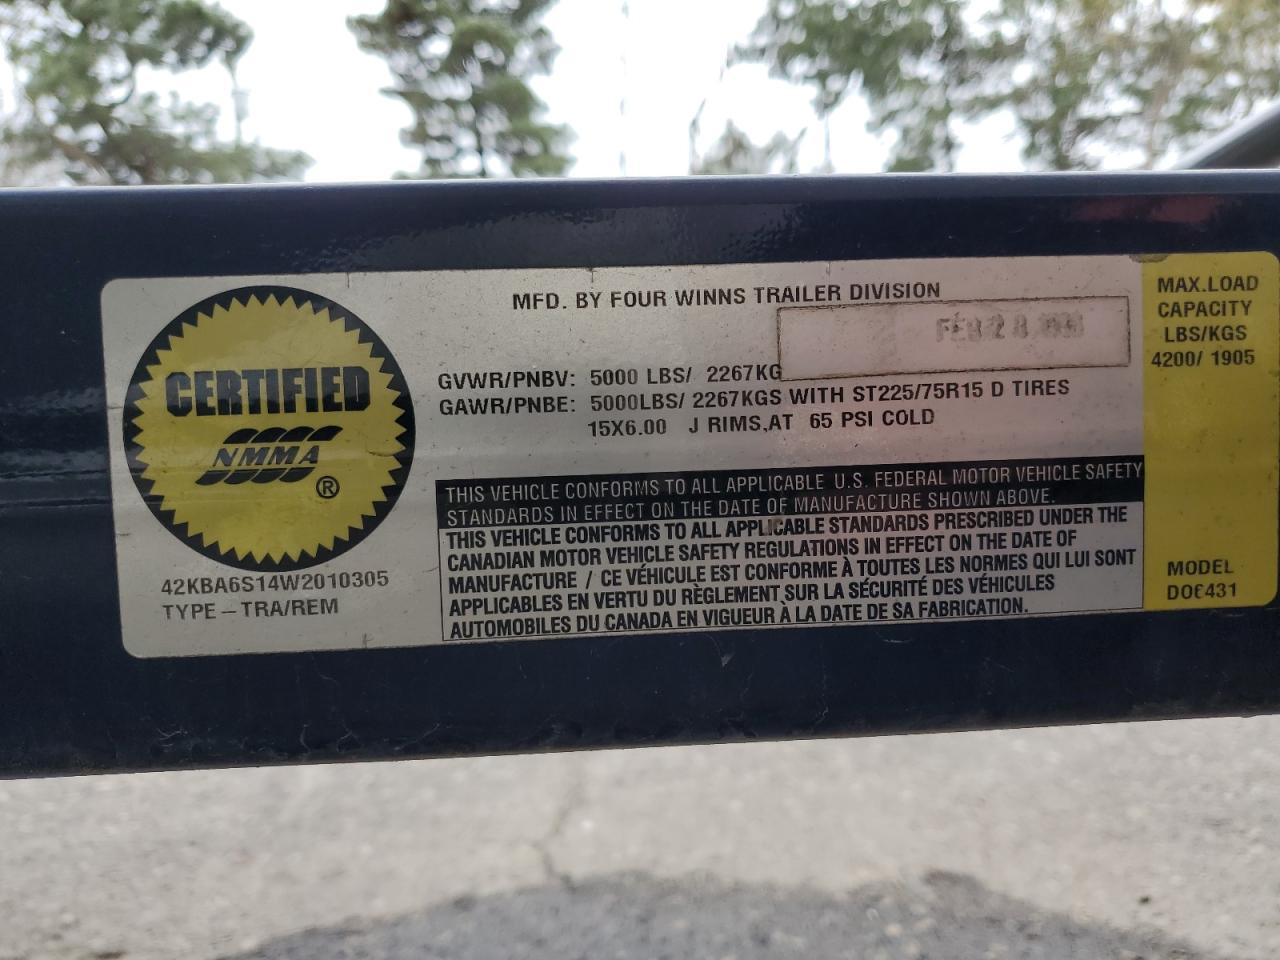 MFD. BY FOUR WINNS TRAILER DIVISION
FEB 28
GVWR/PNBV: 5000 LBS/ 2267KG
GAWR/PNBE: 5000LBS/ 2267KGS WITH ST225/75R15 D TIRES
15X6.00 J RIMS,AT 65 PSI COLD
CERTIFIED
NMMA
®
42KBA6S14W2010305
TYPE – TRA/REM
THIS VEHICLE CONFORMS TO ALL APPLICABLE U.S. FEDERAL MOTOR VEHICLE SAFETY
STANDARDS IN EFFECT ON THE DATE OF MANUFACTURE SHOWN ABOVE.
THIS VEHICLE CONFORMS TO ALL APPLICABLE STANDARDS PRESCRIBED UNDER THE
CANADIAN MOTOR VEHICLE SAFETY REGULATIONS IN EFFECT ON THE DATE OF
MANUFACTURE / CE VÉHICULE EST CONFORME À TOUTES LES NORMES QUI LUI SONT
APPLICABLES EN VERTU DU RÈGLEMENT SUR LA SÉCURITÉ DES VÉHICULES
AUTOMOBILES DU CANADA EN VIGUEUR À LA DATE DE SA FABRICATION.
MAX.LOAD
CAPACITY
LBS/KGS
4200/ 1905
MODEL
DO6431